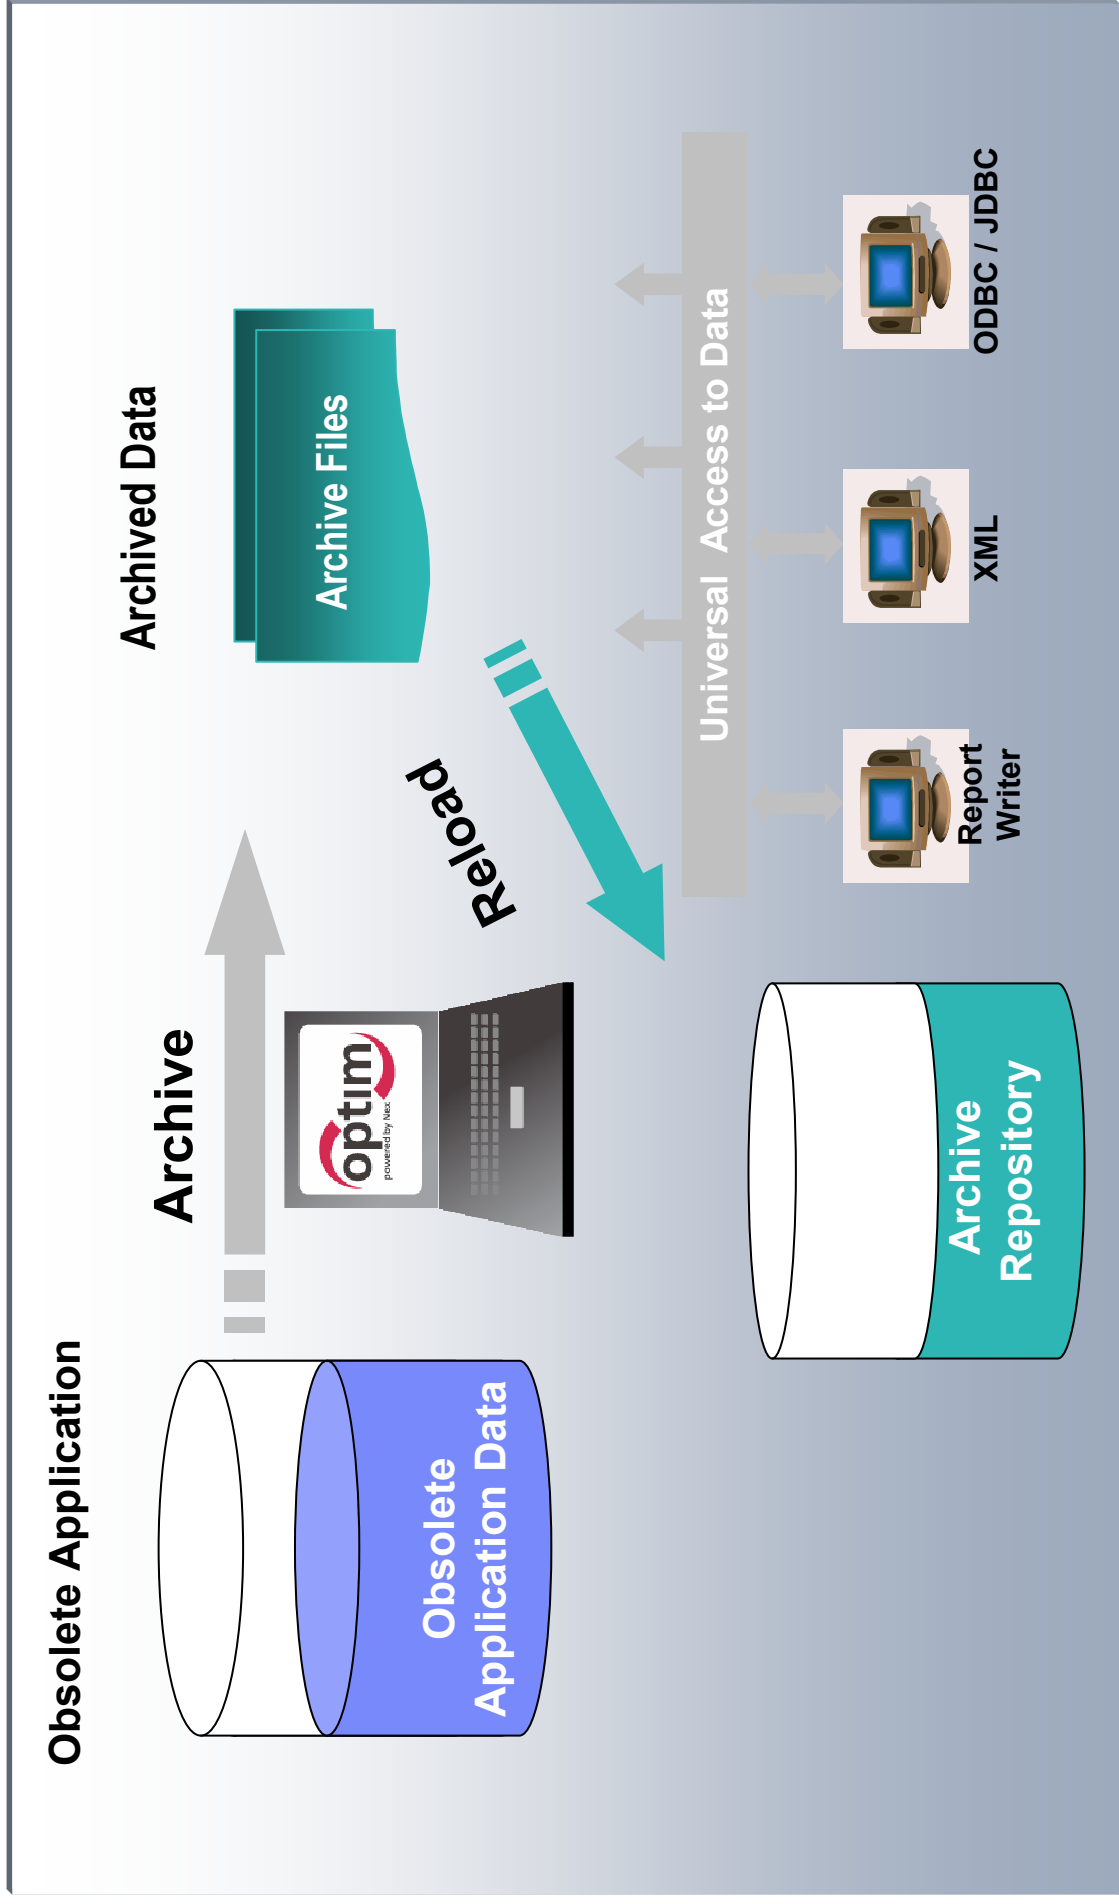 Obsolete Application
Archive
Archived Data
Obsolete
Application Data
optim
powered by Nex
Reload
Archive Files
Archive
Repository
Universal Access to Data
Report
Writer
XML
ODBC / JDBC